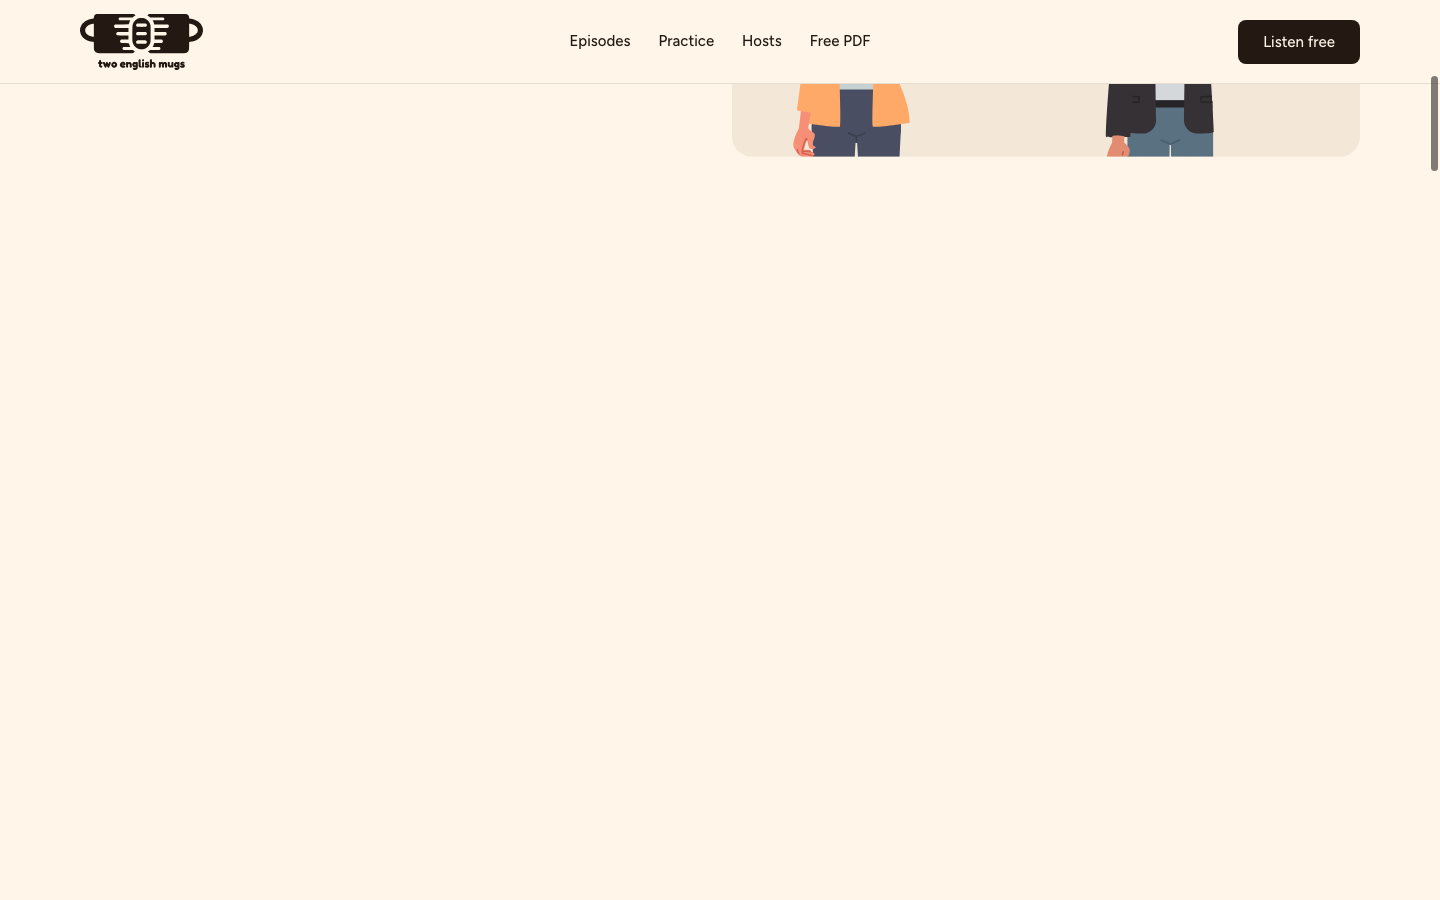 two english mugs
Episodes
Practice
Hosts
Free PDF
Listen free